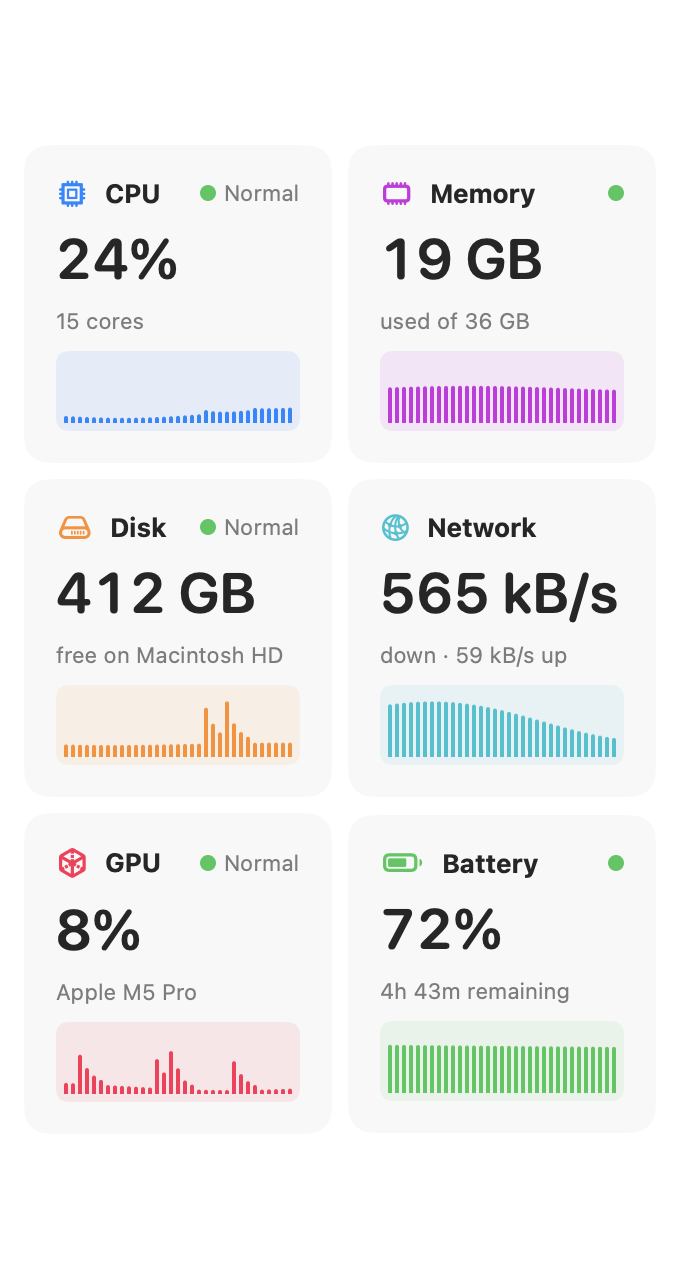 CPU
Normal
24%
15 cores
Memory
19 GB
used of 36 GB
Disk
Normal
412 GB
free on Macintosh HD
Network
565 kB/s
down · 59 kB/s up
GPU
Normal
8%
Apple M5 Pro
Battery
72%
4h 43m remaining